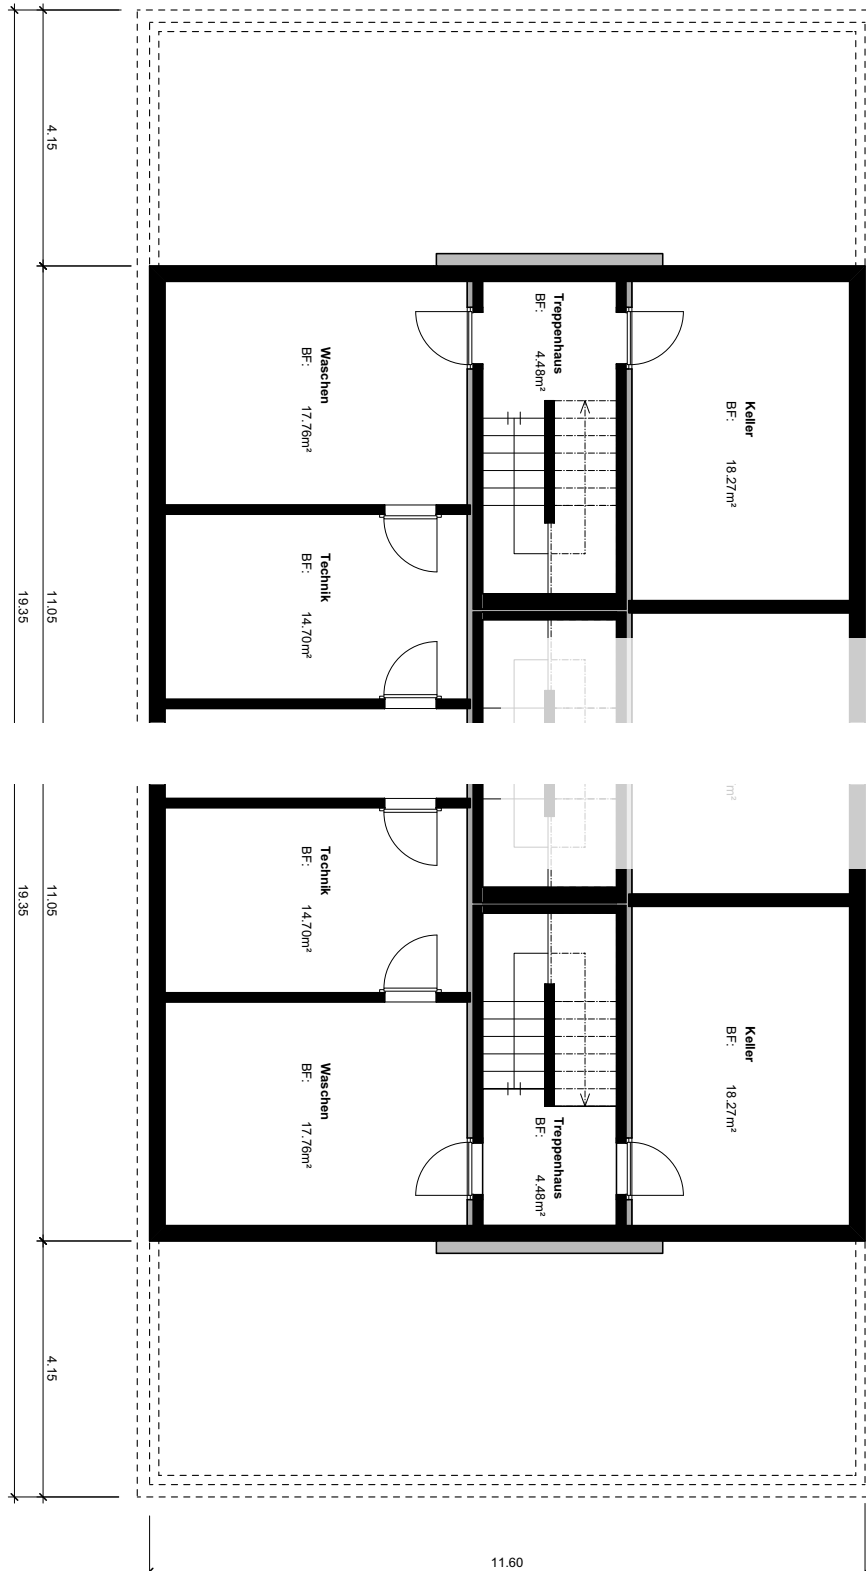 4.15
Treppenhaus
BF: 4.48m²
Waschen
BF: 17.76m²
Keller
BF: 18.27m²
Technik
BF: 14.70m²
11.05
19.35
m²
Technik
BF: 14.70m²
11.05
19.35
Keller
BF: 18.27m²
Waschen
BF: 17.76m²
Treppenhaus
BF: 4.48m²
4.15
11.60